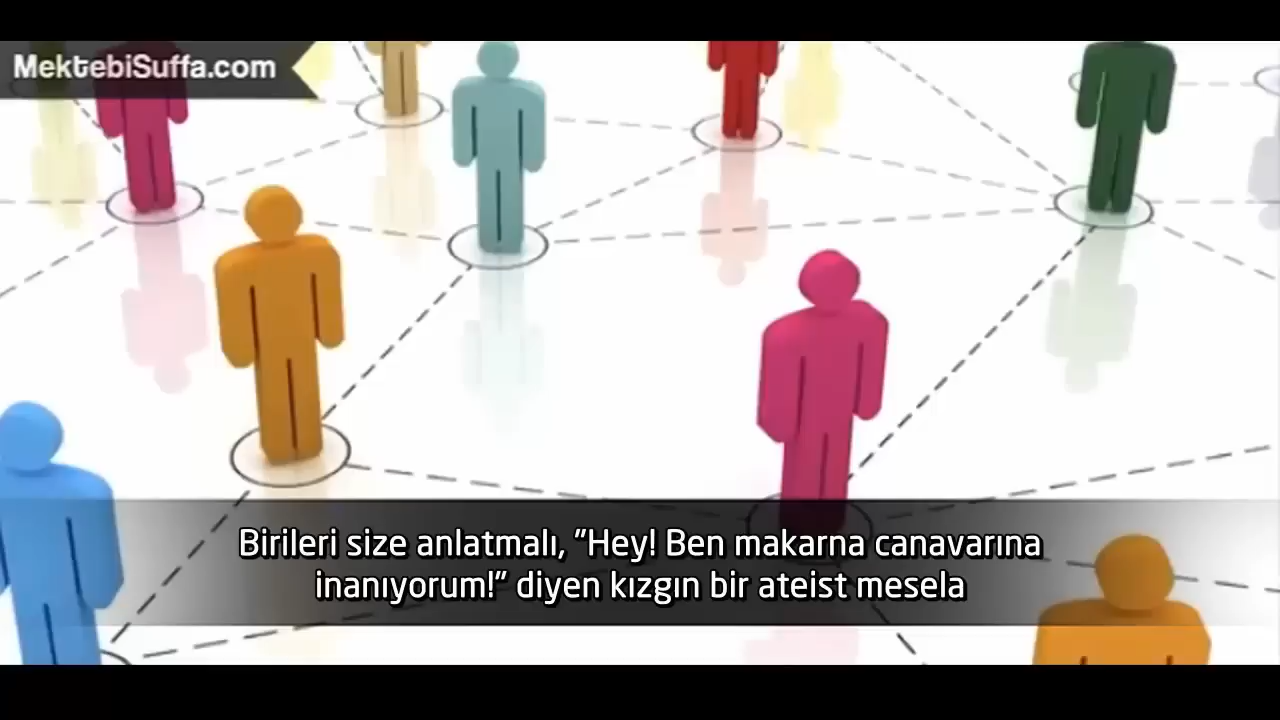 MektebiSuffa.com
Birileri size anlatmalı, "Hey! Ben makarna canavarına
inanıyorum!" diyen kızgın bir ateist mesela